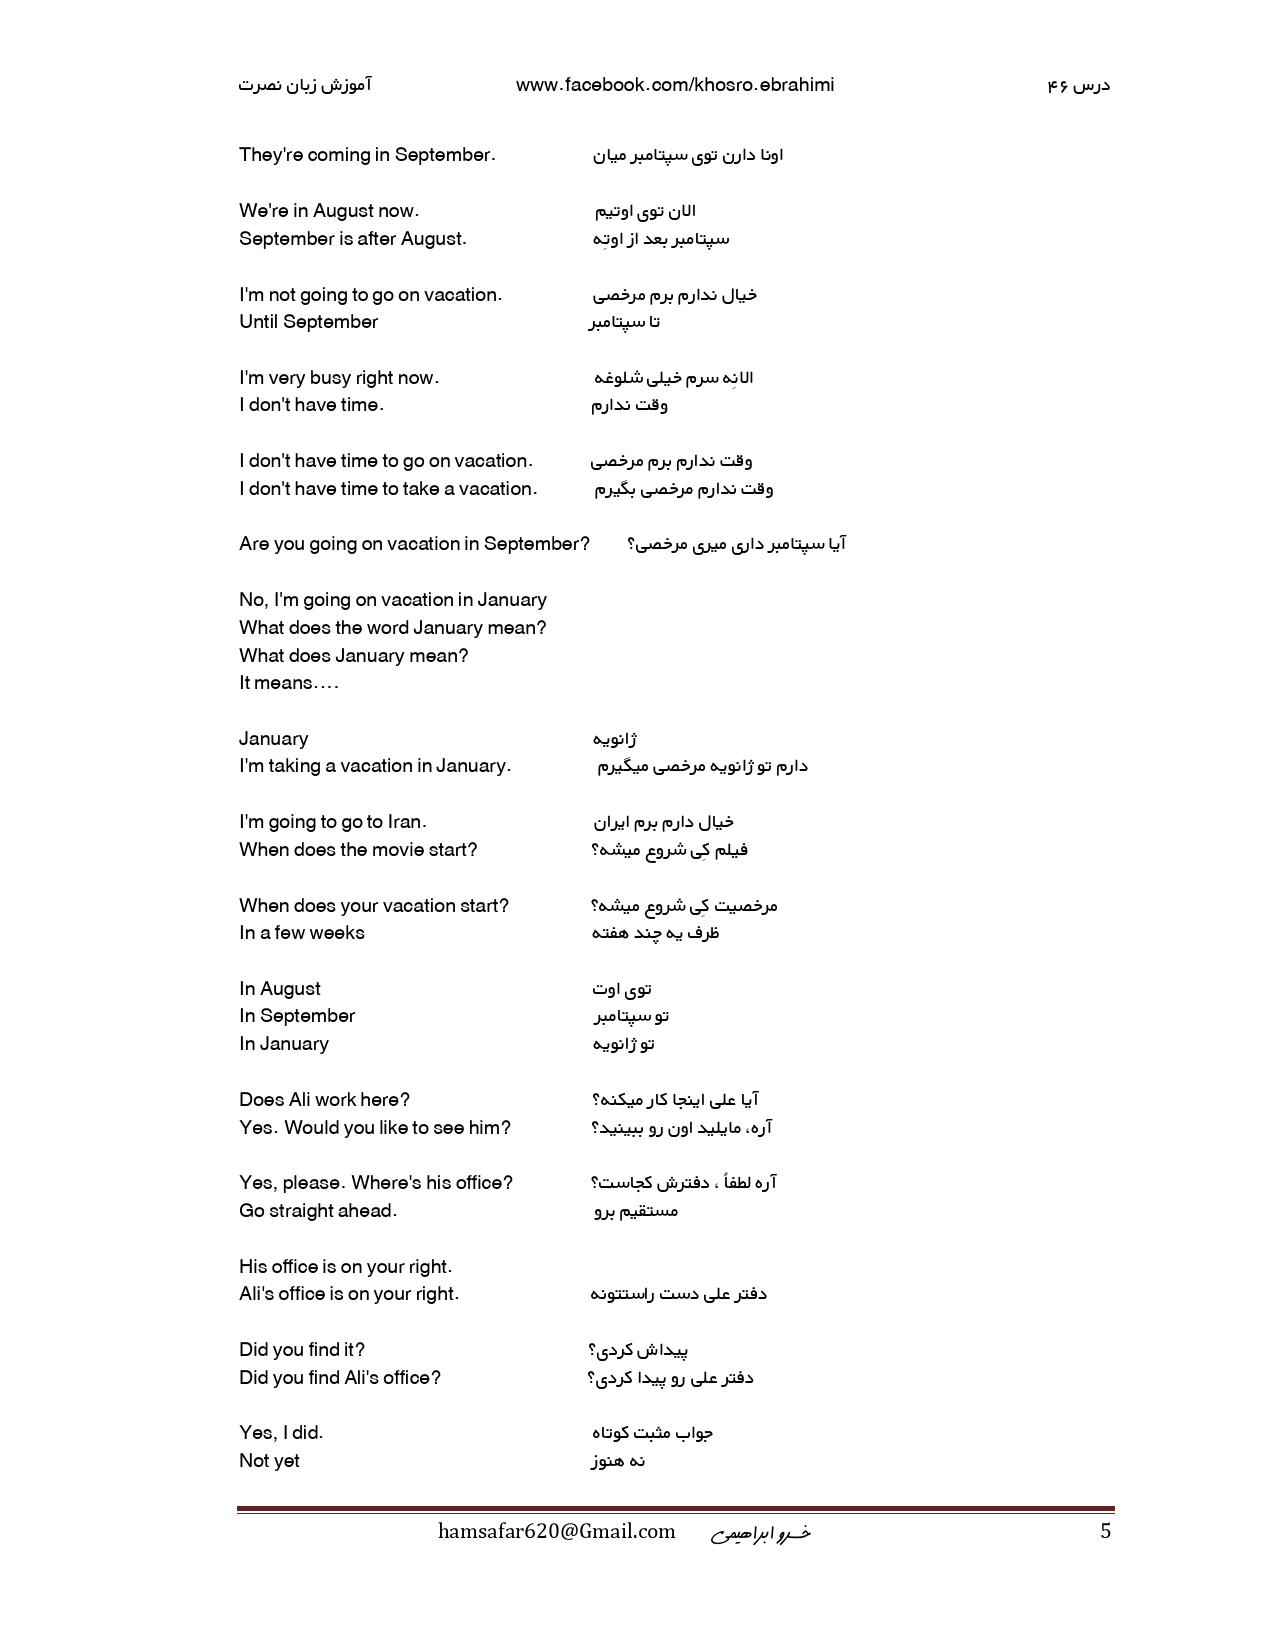 آموزش زبان نصرت www.facebook.com/khosro.ebrahimi درس ۴۶
They're coming in September. اونا دارن توی سپتامبر میان
We're in August now. الان توی اوتیم
September is after August. سپتامبر بعد از اوتِه
I'm not going to go on vacation. خیال ندارم برم مرخصی
Until September تا سپتامبر
I'm very busy right now. الانِه سرم خیلی شلوغه
I don't have time. وقت ندارم
I don't have time to go on vacation. وقت ندارم برم مرخصی
I don't have time to take a vacation. وقت ندارم مرخصی بگیرم
Are you going on vacation in September? آیا سپتامبر داری میری مرخصی؟
No, I'm going on vacation in January
What does the word January mean?
What does January mean?
It means....
January ژانویه
I'm taking a vacation in January. دارم تو ژانویه مرخصی میگیرم
I'm going to go to Iran. خیال دارم برم ایران
When does the movie start? فیلم کِی شروع میشه؟
When does your vacation start? مرخصیت کِی شروع میشه؟
In a few weeks ظرف یه چند هفته
In August توی اوت
In September تو سپتامبر
In January تو ژانویه
Does Ali work here? آیا علی اینجا کار میکنه؟
Yes. Would you like to see him? آره، مایلید اون رو ببینید؟
Yes, please. Where's his office? آره لطفاً ، دفترش کجاست؟
Go straight ahead. مستقیم برو
His office is on your right.
Ali's office is on your right. دفتر علی دست راستتونه
Did you find it? پیداش کردی؟
Did you find Ali's office? دفتر علی رو پیدا کردی؟
Yes, I did. جواب مثبت کوتاه
Not yet نه هنوز
hamsafar620@Gmail.com خسرو ابراهیمی 5